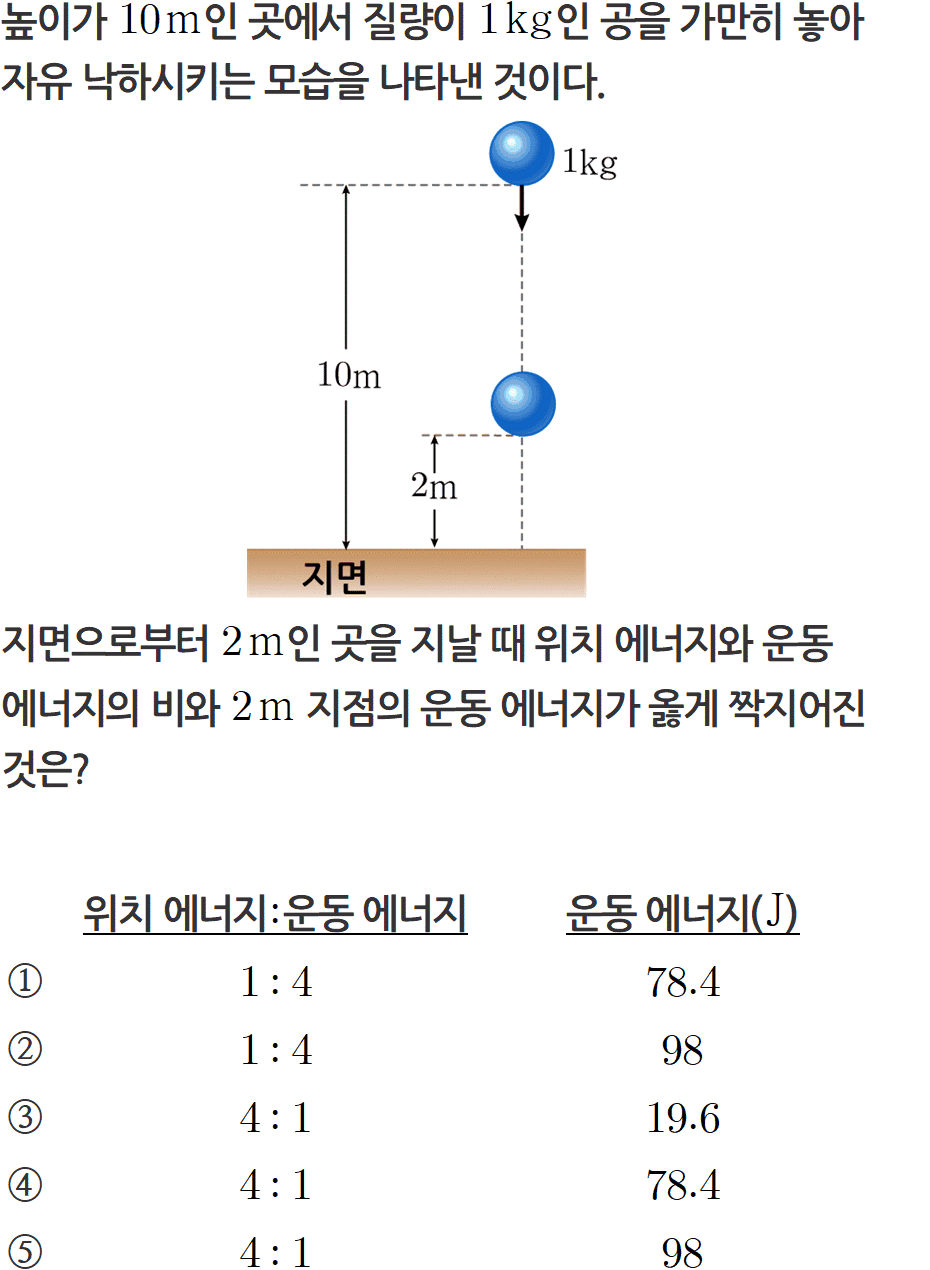 높이가 10m인 곳에서 질량이 1kg인 공을 가만히 놓아
자유 낙하시키는 모습을 나타낸 것이다.
1kg
10m
2m
지면
지면으로부터 2m인 곳을 지날 때 위치 에너지와 운동
에너지의 비와 2m 지점의 운동 에너지가 옳게 짝지어진
것은?
위치 에너지:운동 에너지 운동 에너지(J)
① 1 : 4 78.4
② 1 : 4 98
③ 4 : 1 19.6
④ 4 : 1 78.4
⑤ 4 : 1 98